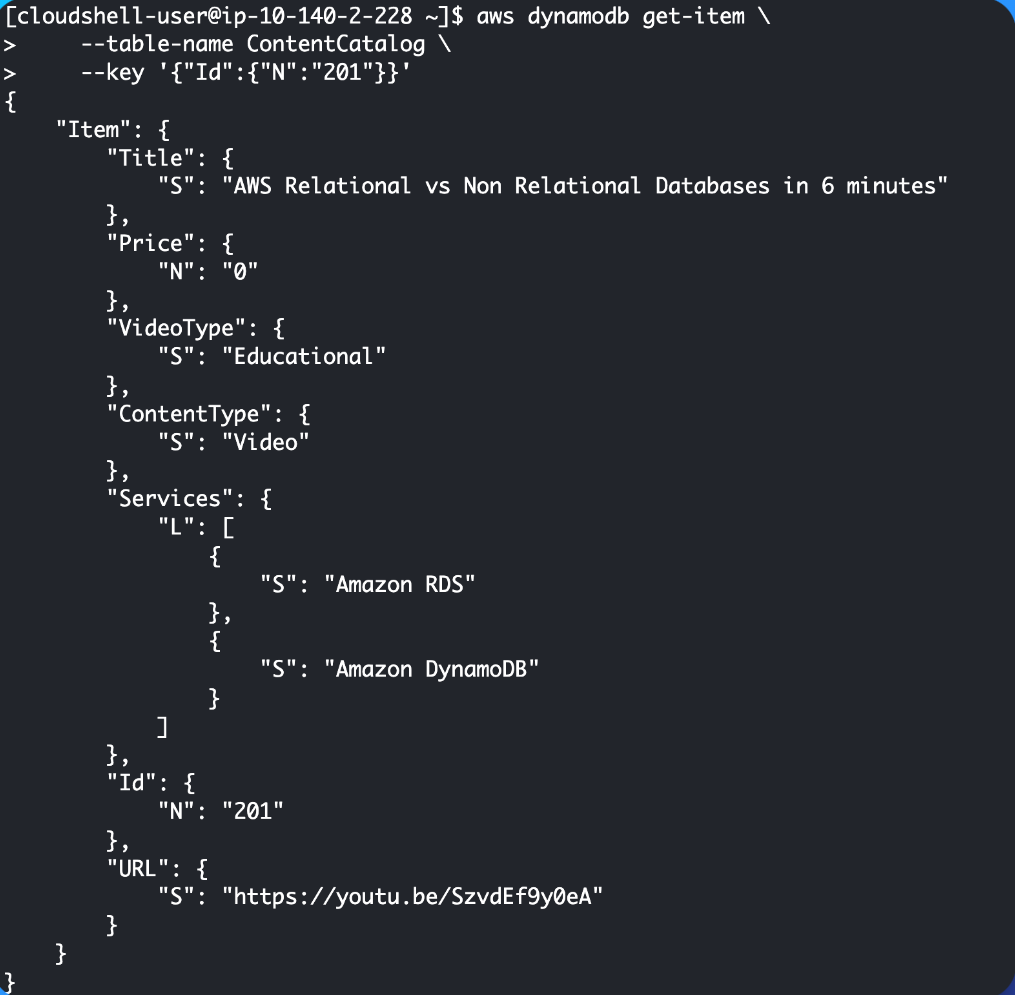 [cloudshell-user@ip-10-140-2-228 ~]$ aws dynamodb get-item \
>     --table-name ContentCatalog \
>     --key '{"Id":{"N":"201"}}'
{
    "Item": {
        "Title": {
            "S": "AWS Relational vs Non Relational Databases in 6 minutes"
        },
        "Price": {
            "N": "0"
        },
        "VideoType": {
            "S": "Educational"
        },
        "ContentType": {
            "S": "Video"
        },
        "Services": {
            "L": [
                {
                    "S": "Amazon RDS"
                },
                {
                    "S": "Amazon DynamoDB"
                }
            ]
        },
        "Id": {
            "N": "201"
        },
        "URL": {
            "S": "https://youtu.be/SzvdEf9y0eA"
        }
    }
}